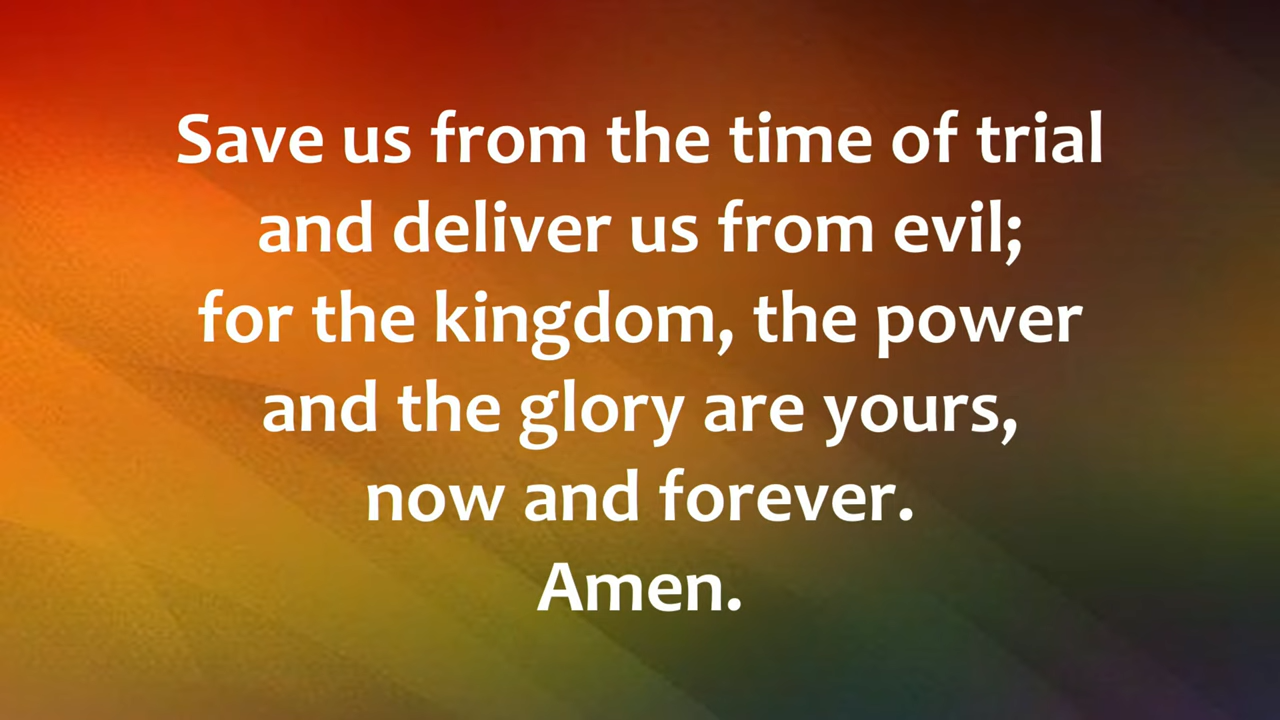 Save us from the time of trial
and deliver us from evil;
for the kingdom, the power
and the glory are yours,
now and forever.
Amen.